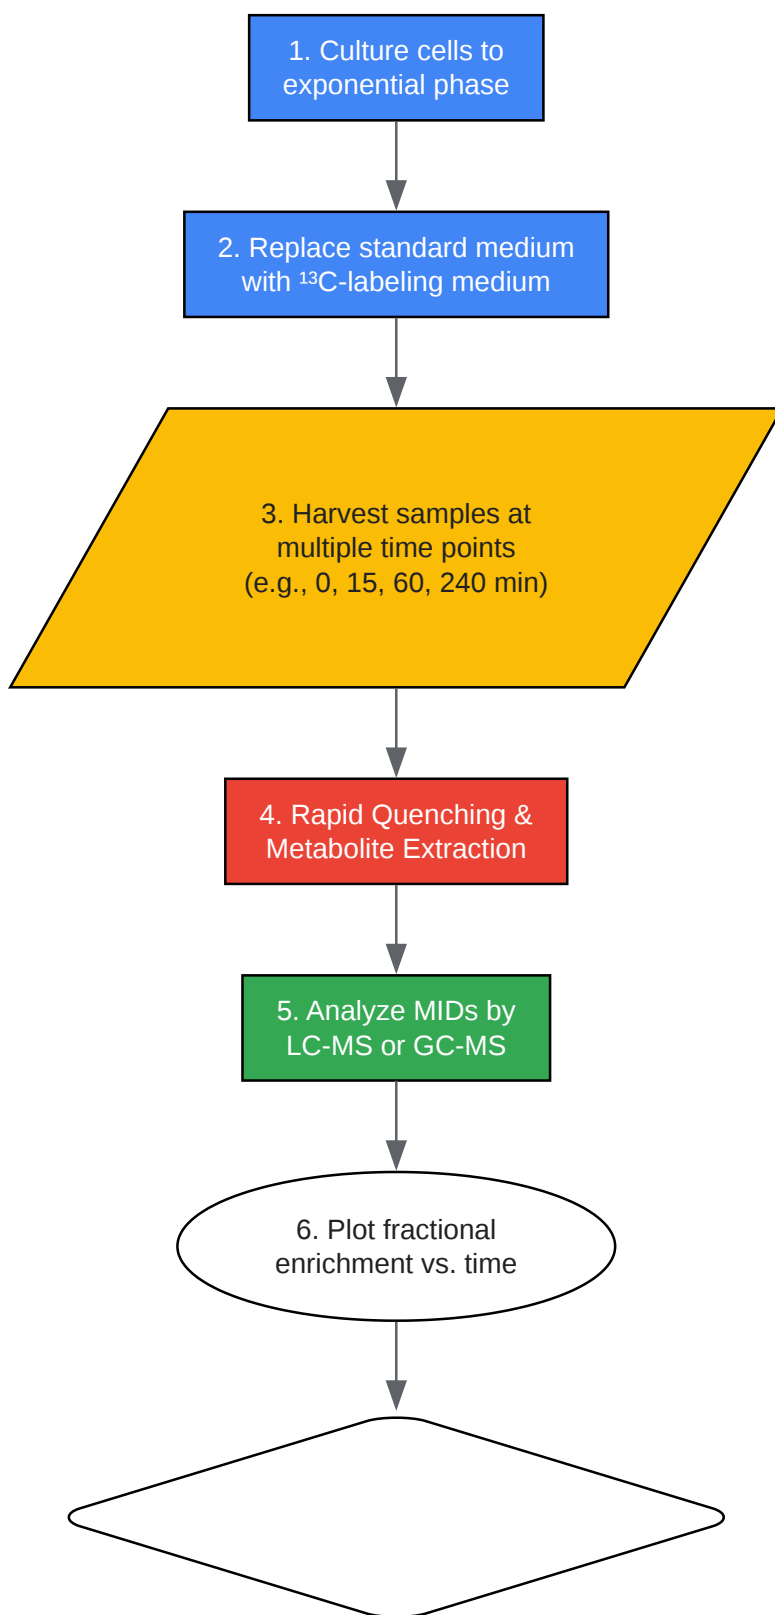 1. Culture cells to
exponential phase
2. Replace standard medium
with ¹³C-labeling medium
3. Harvest samples at
multiple time points
(e.g., 0, 15, 60, 240 min)
4. Rapid Quenching &
Metabolite Extraction
5. Analyze MIDs by
LC-MS or GC-MS
6. Plot fractional
enrichment vs. time